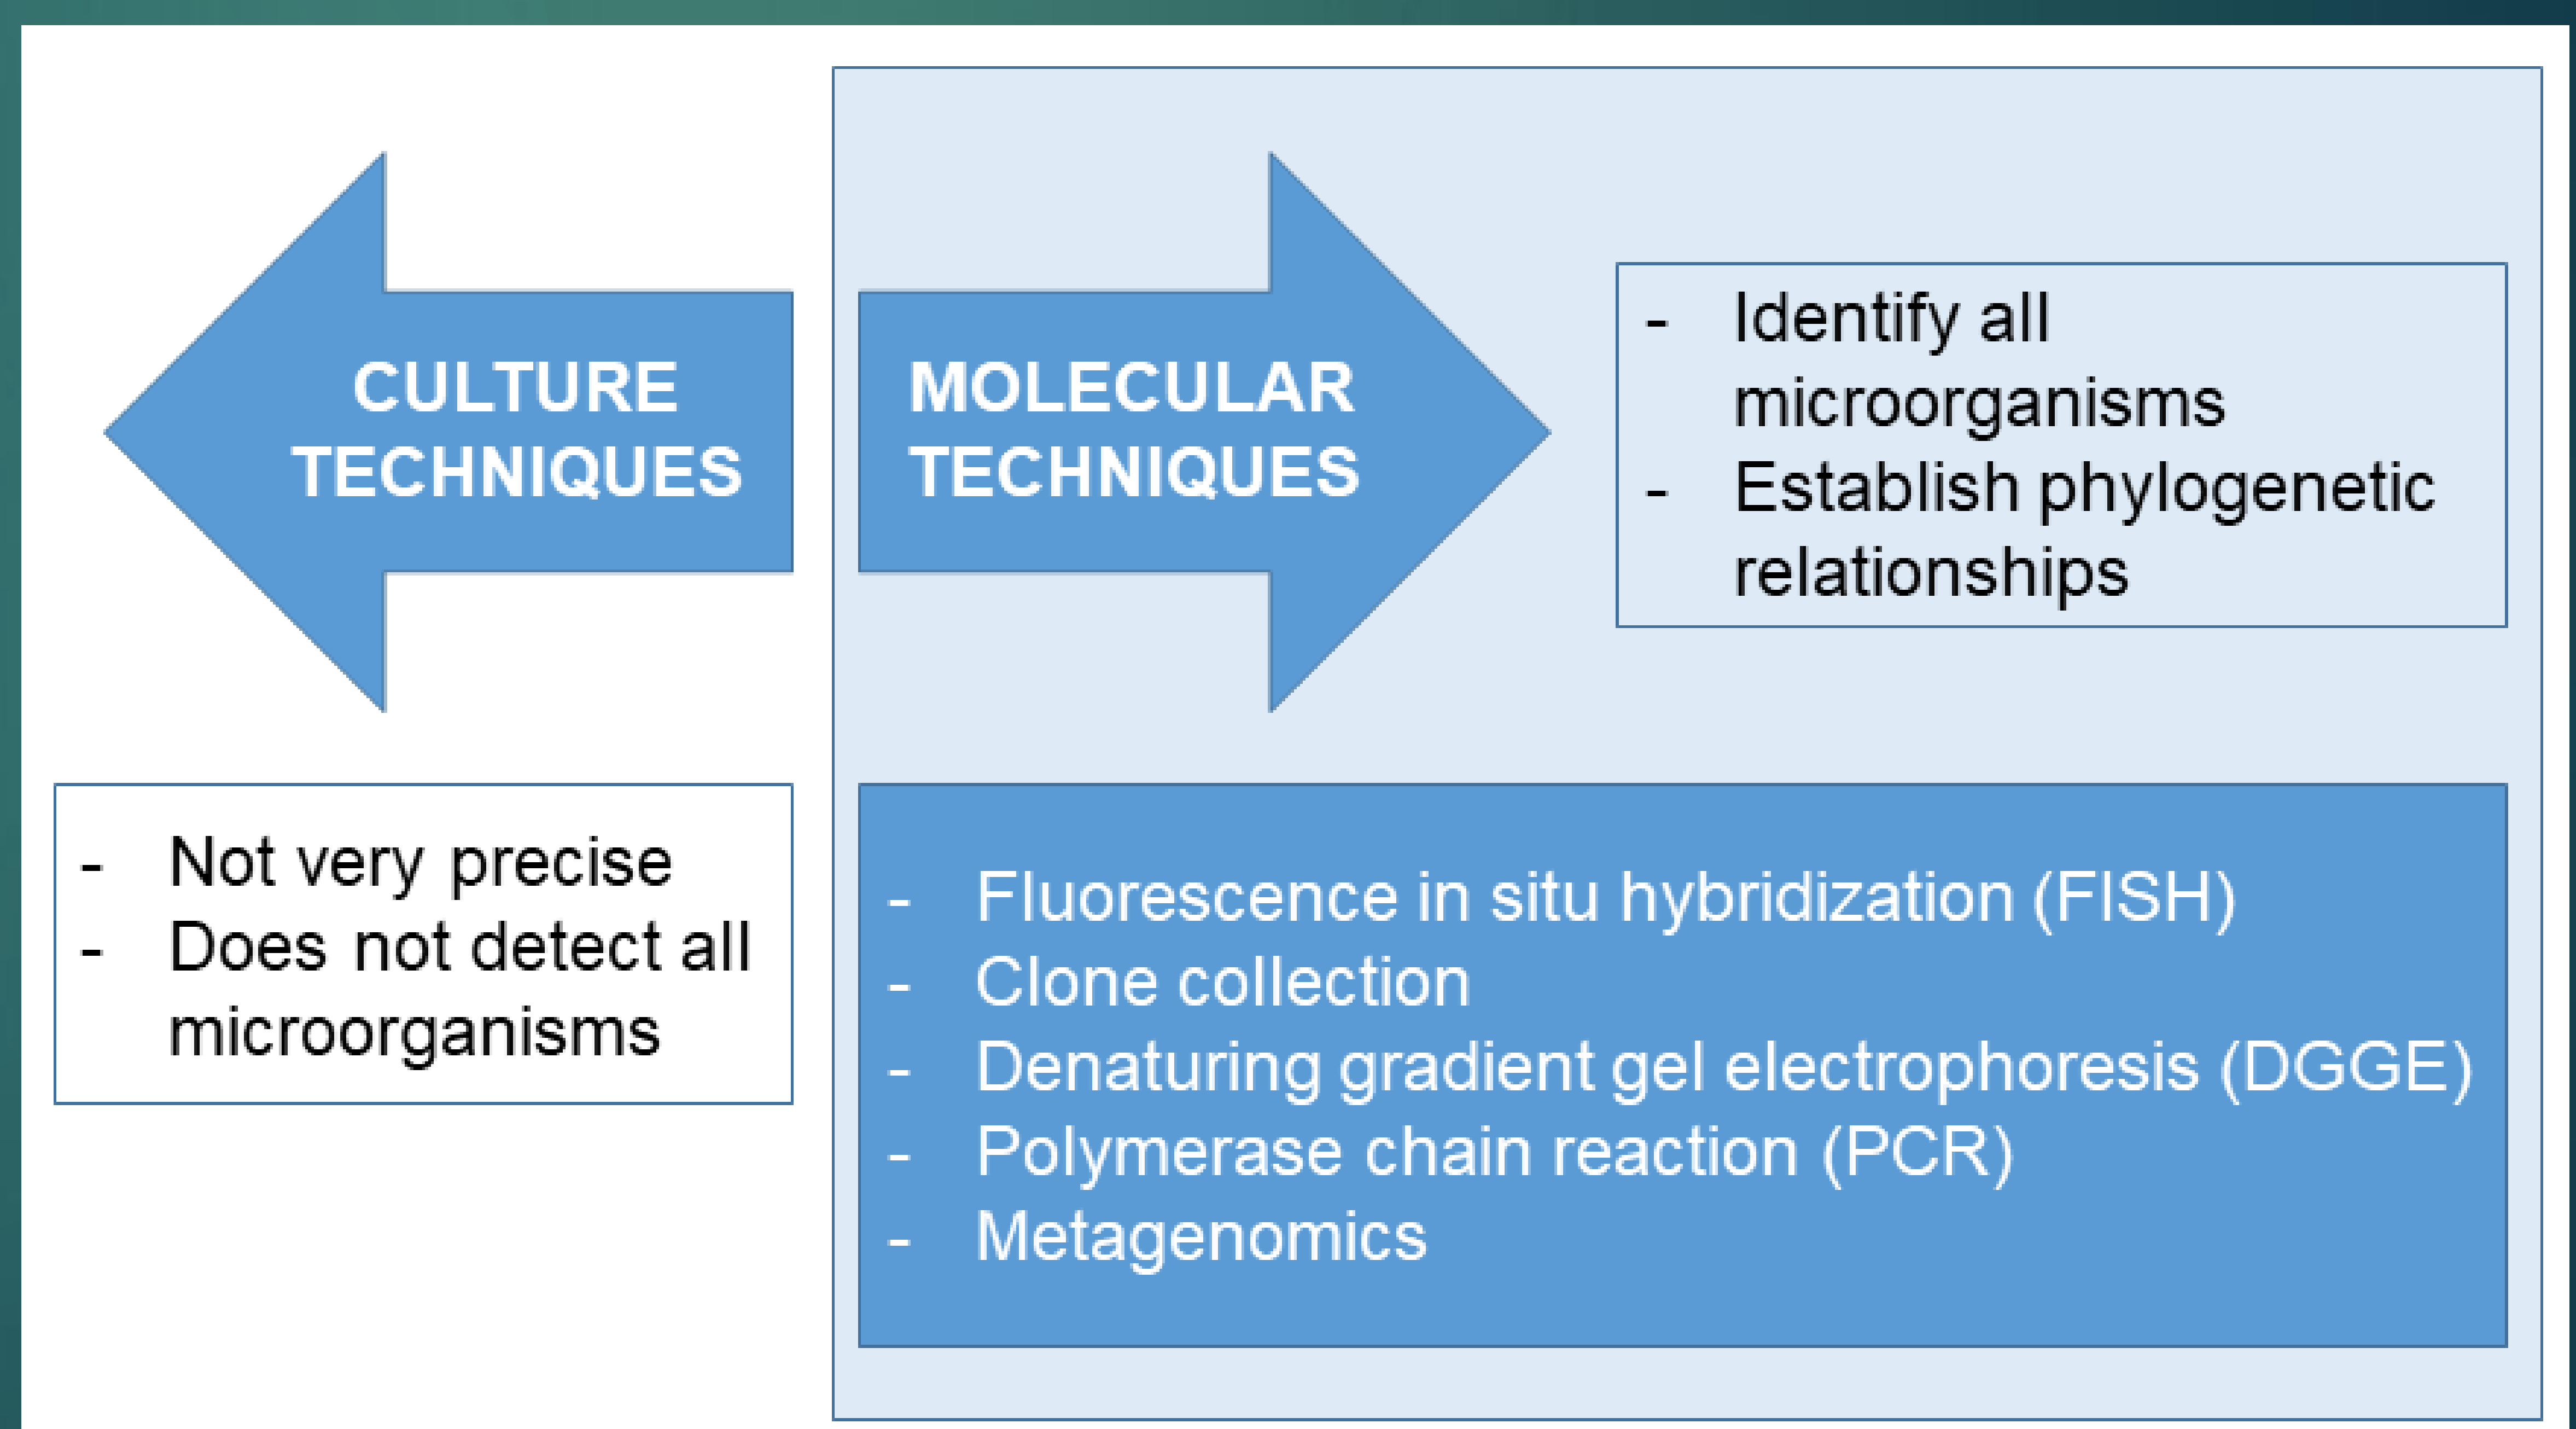 CULTURE
TECHNIQUES
- Not very precise
- Does not detect all
microorganisms
MOLECULAR
TECHNIQUES
- Identify all
microorganisms
- Establish phylogenetic
relationships
- Fluorescence in situ hybridization (FISH)
- Clone collection
- Denaturing gradient gel electrophoresis (DGGE)
- Polymerase chain reaction (PCR)
- Metagenomics